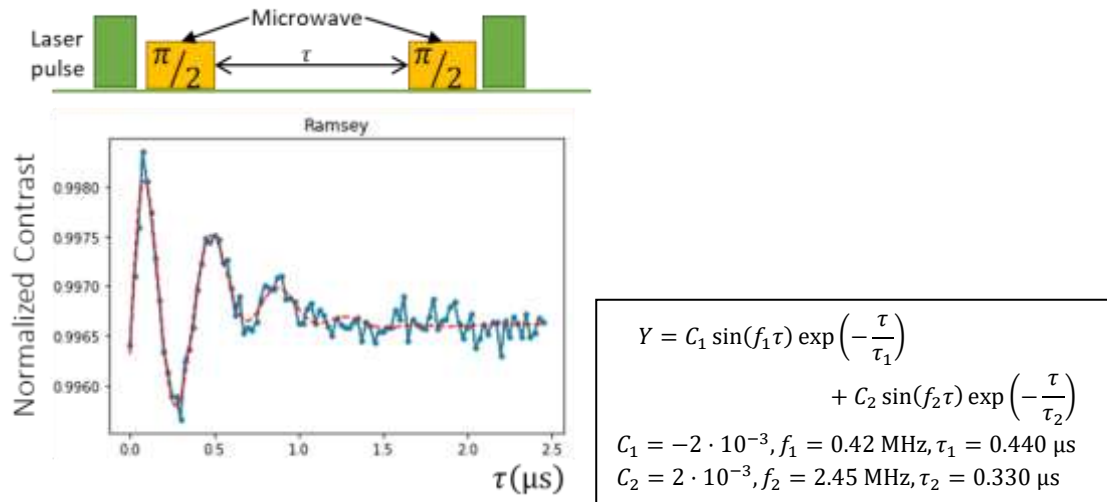 Microwave
Laser
pulse
π/2
τ
π/2
Ramsey
Normalized Contrast
0.9980
0.9975
0.9970
0.9965
0.9960
0.0 0.5 1.0 1.5 2.0 2.5
τ(μs)
Y = C₁ sin(f₁τ) exp(−τ/τ₁)
+ C₂ sin(f₂τ) exp(−τ/τ₂)
C₁ = −2 · 10⁻³, f₁ = 0.42 MHz, τ₁ = 0.440 μs
C₂ = 2 · 10⁻³, f₂ = 2.45 MHz, τ₂ = 0.330 μs